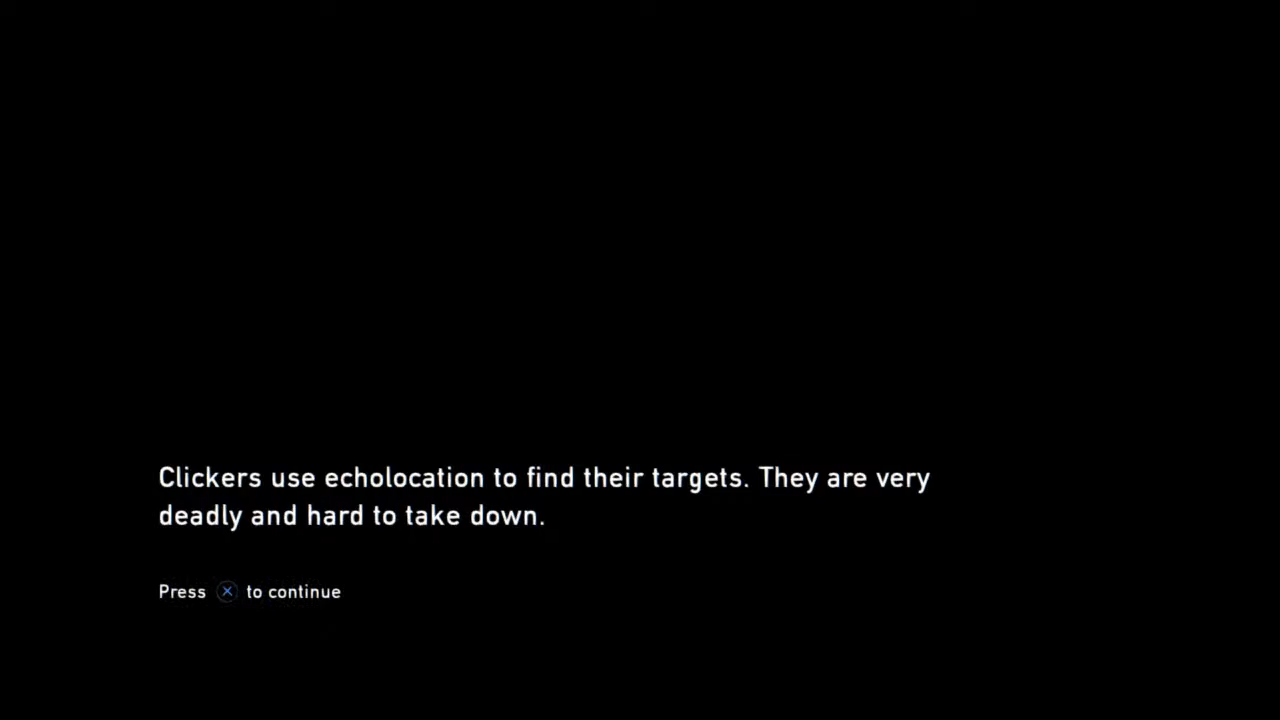 Clickers use echolocation to find their targets. They are very
deadly and hard to take down.
Press ⓧ to continue